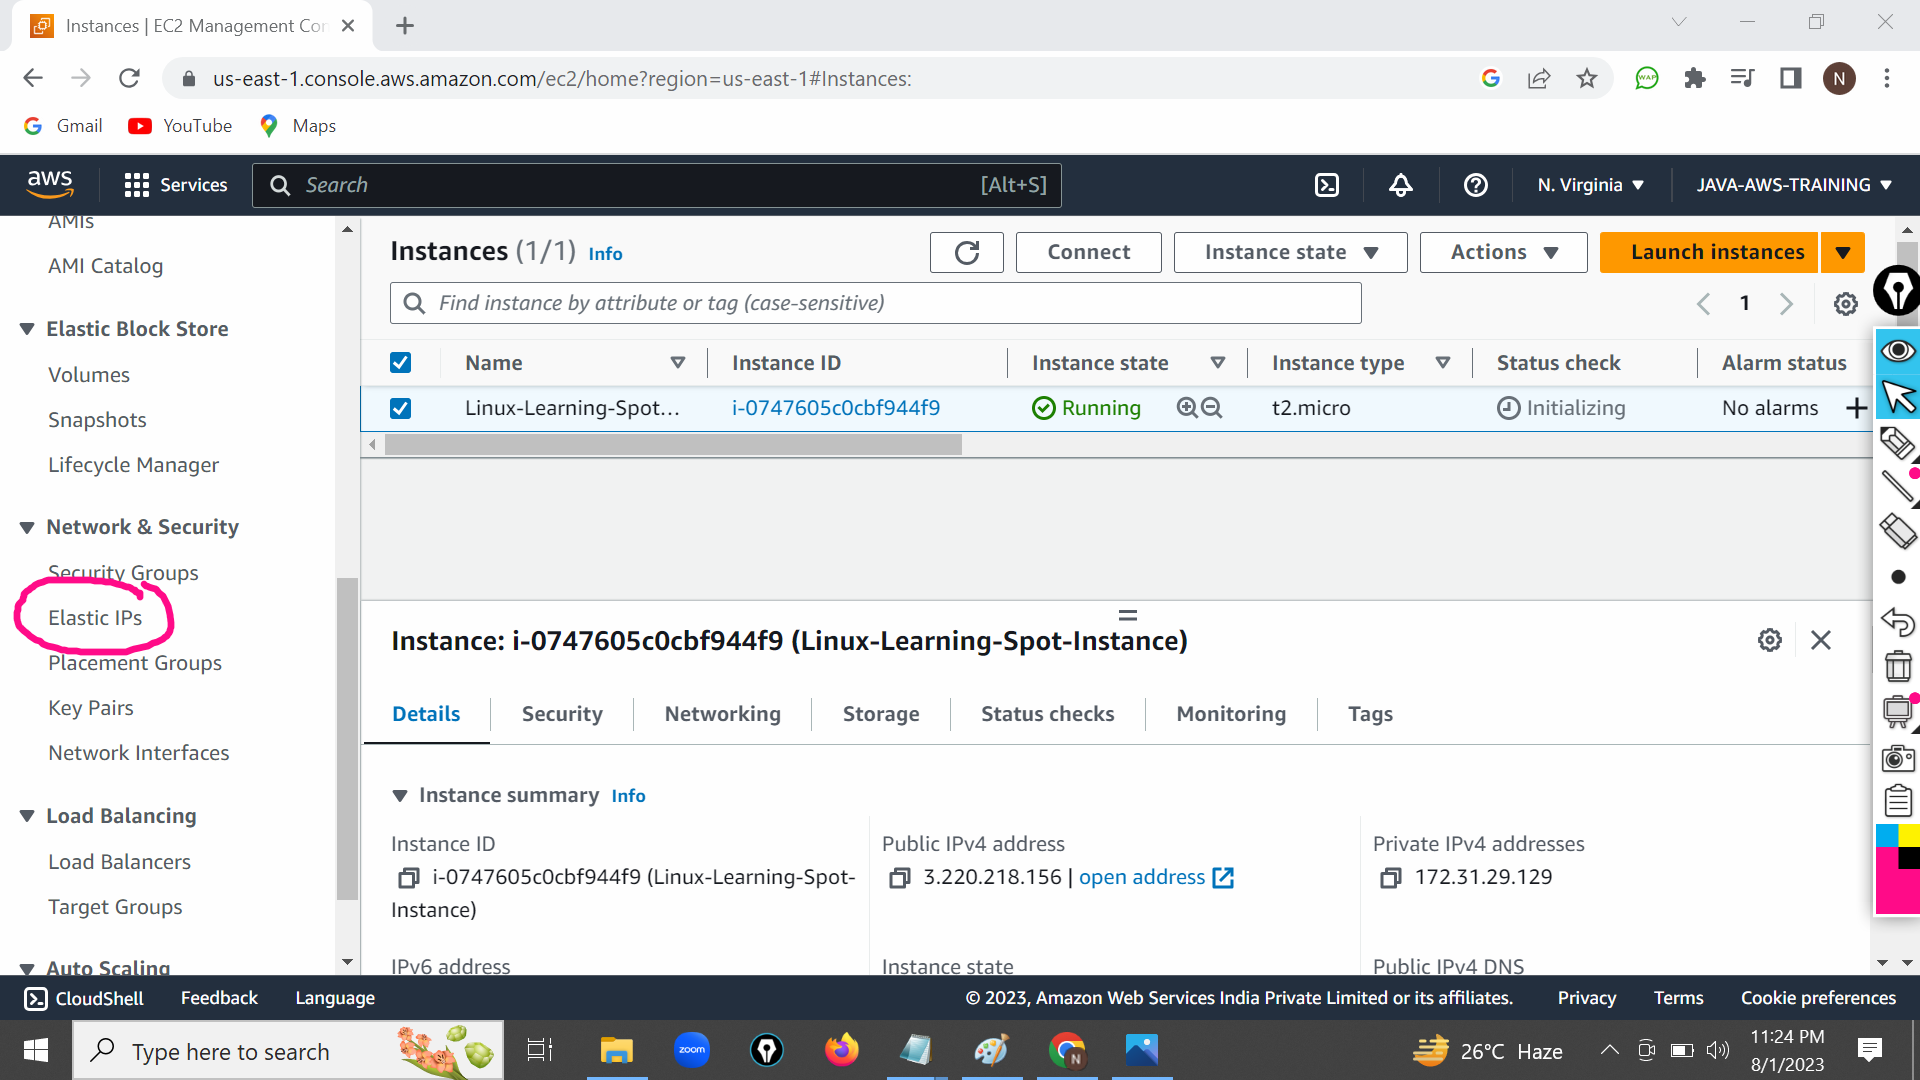 Instances | EC2 Management Con
us-east-1.console.aws.amazon.com/ec2/home?region=us-east-1#Instances:
WAP
N
Gmail
YouTube
Maps
aws
Services
Search
[Alt+S]
N. Virginia
JAVA-AWS-TRAINING
AMIs
AMI Catalog
Elastic Block Store
Volumes
Snapshots
Lifecycle Manager
Network & Security
Security Groups
Elastic IPs
Placement Groups
Key Pairs
Network Interfaces
Load Balancing
Load Balancers
Target Groups
Auto Scaling
Instances (1/1) Info
Connect
Instance state
Actions
Launch instances
Find instance by attribute or tag (case-sensitive)
1
Name
Instance ID
Instance state
Instance type
Status check
Alarm status
Linux-Learning-Spot...
i-0747605c0cbf944f9
Running
t2.micro
Initializing
No alarms
Instance: i-0747605c0cbf944f9 (Linux-Learning-Spot-Instance)
Details
Security
Networking
Storage
Status checks
Monitoring
Tags
Instance summary Info
Instance ID
i-0747605c0cbf944f9 (Linux-Learning-Spot-
Instance)
Public IPv4 address
3.220.218.156 | open address
Private IPv4 addresses
172.31.29.129
IPv6 address
Instance state
Public IPv4 DNS
CloudShell
Feedback
Language
© 2023, Amazon Web Services India Private Limited or its affiliates.
Privacy
Terms
Cookie preferences
Type here to search
zoom
N
26°C Haze
11:24 PM
8/1/2023